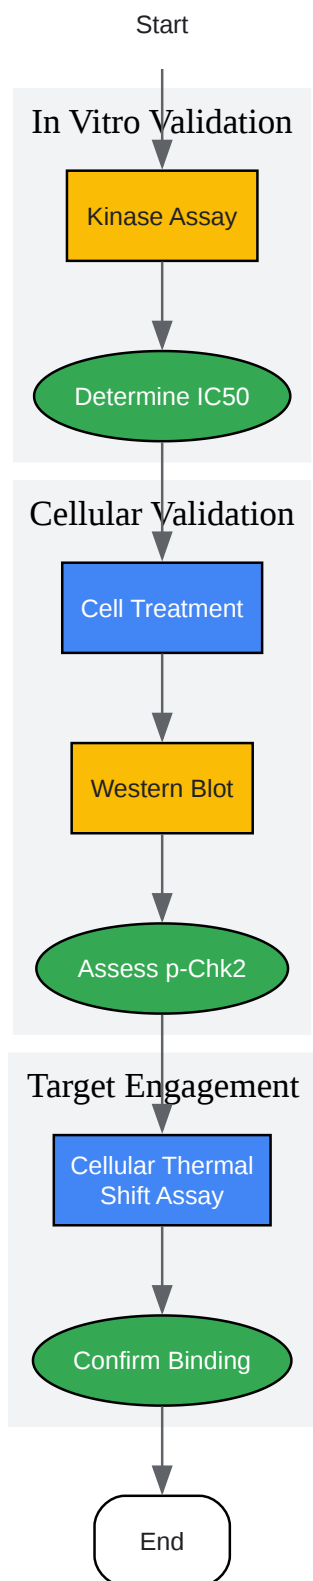 Start
In Vitro Validation
Kinase Assay
Determine IC50
Cellular Validation
Cell Treatment
Western Blot
Assess p-Chk2
Target Engagement
Cellular Thermal
Shift Assay
Confirm Binding
End